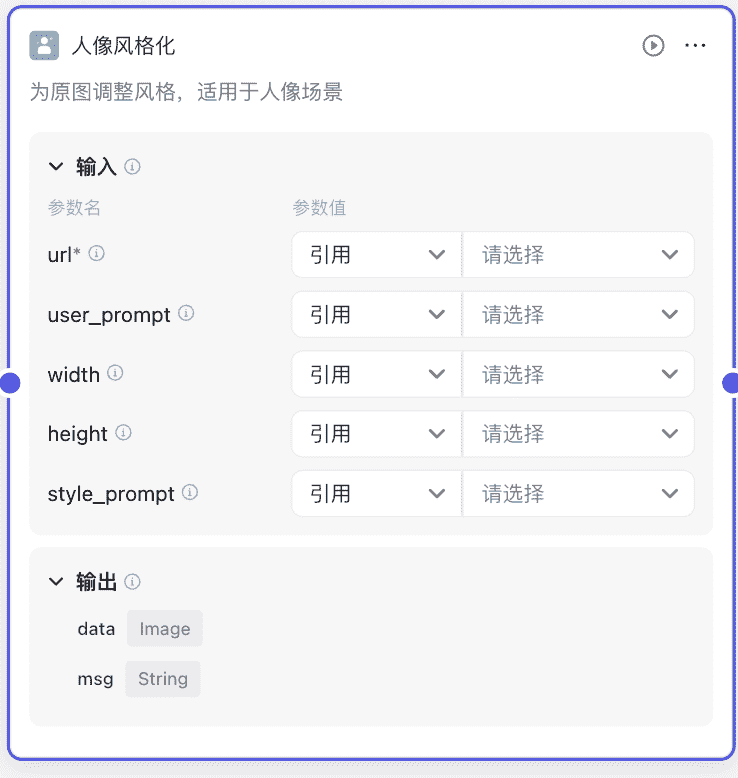 人像风格化
为原图调整风格，适用于人像场景
输入
参数名 参数值
url* 引用 请选择
user_prompt 引用 请选择
width 引用 请选择
height 引用 请选择
style_prompt 引用 请选择
输出
data Image
msg String